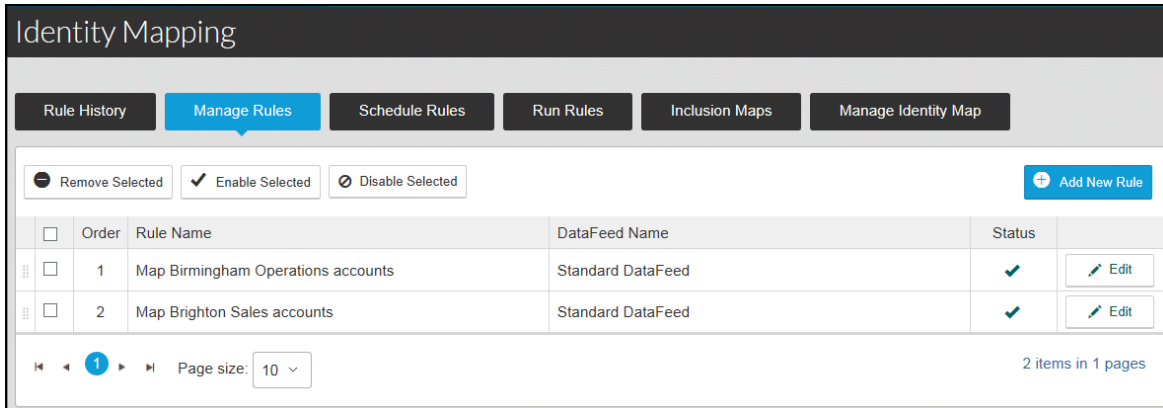 Identity Mapping
Rule History Manage Rules Schedule Rules Run Rules Inclusion Maps Manage Identity Map
Remove Selected Enable Selected Disable Selected Add New Rule
Order Rule Name DataFeed Name Status
1 Map Birmingham Operations accounts Standard DataFeed Edit
2 Map Brighton Sales accounts Standard DataFeed Edit
1 Page size: 10 2 items in 1 pages